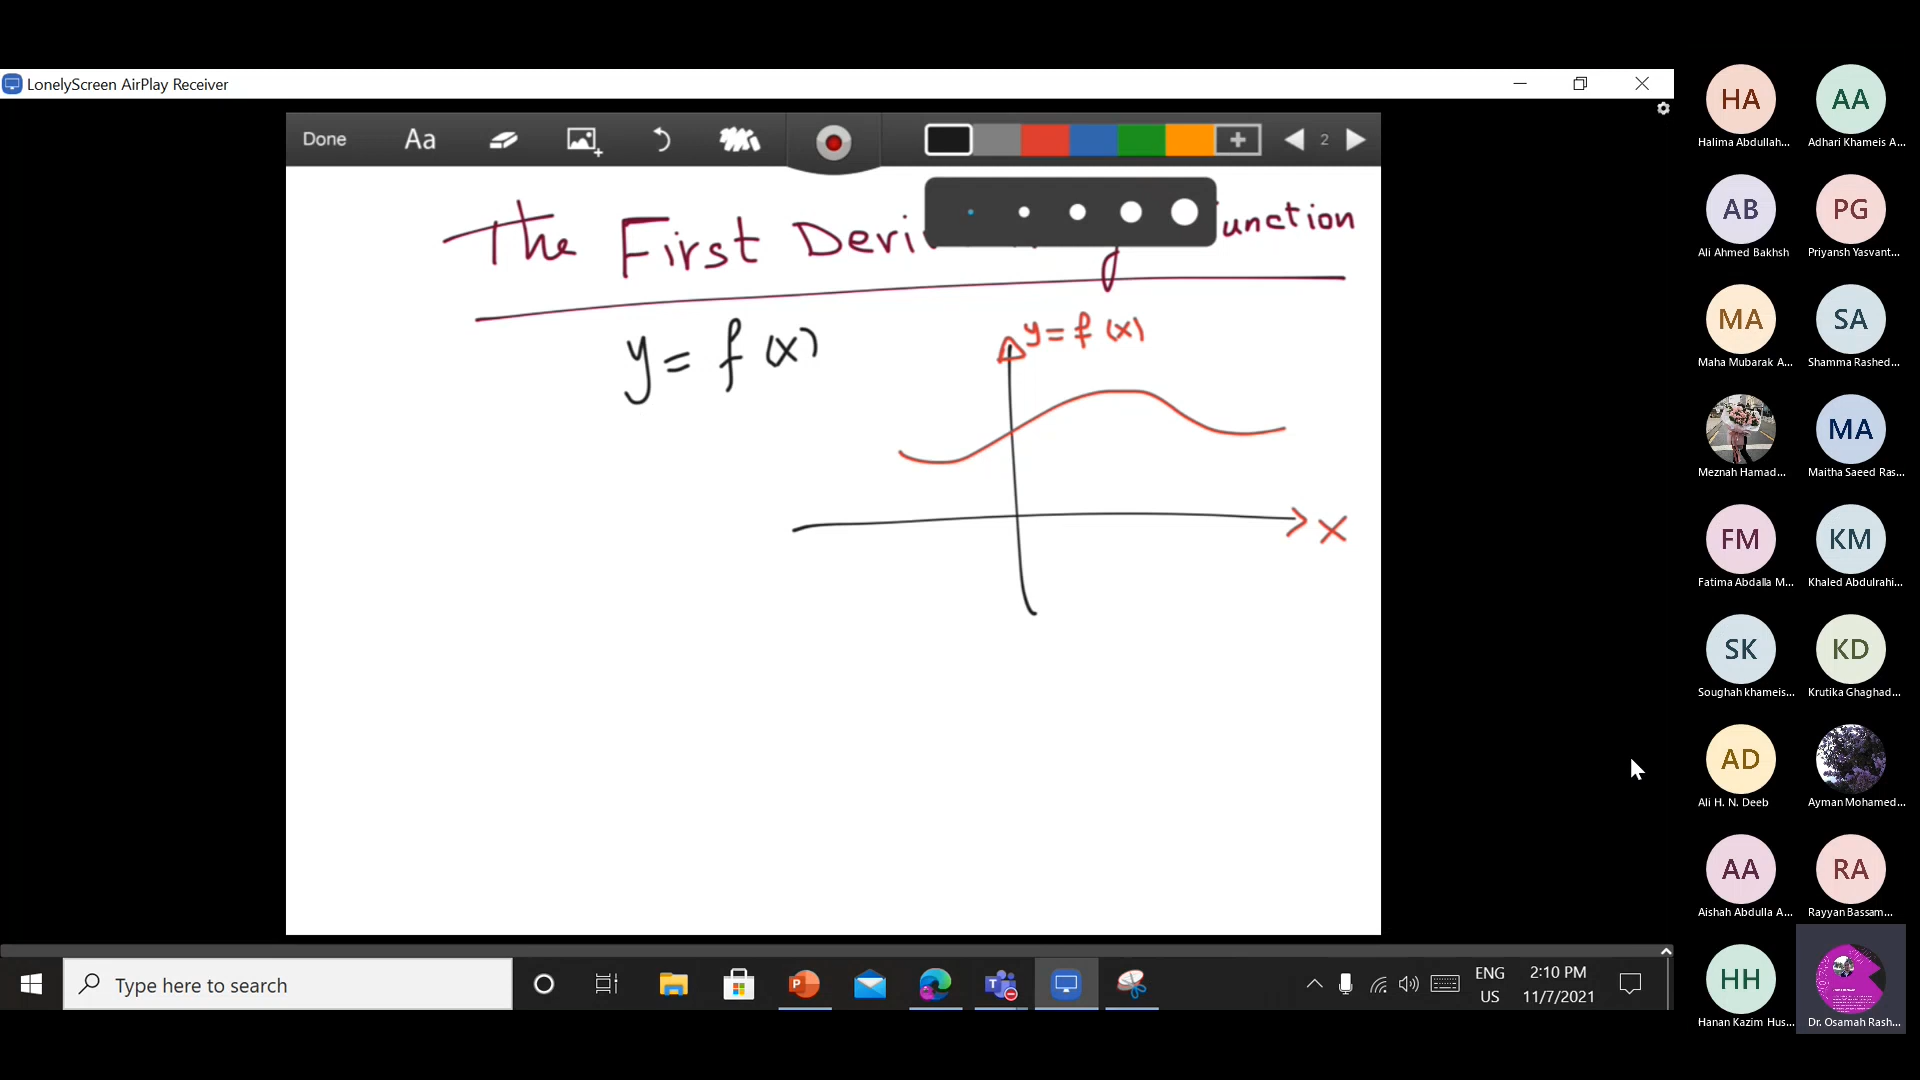 LonelyScreen AirPlay Receiver
Done Aa 2
The First Deri unction
y = f (x)
y = f (x)
x
HA AA
Halima Abdullah... Adhari Khameis A...
AB PG
Ali Ahmed Bakhsh Priyansh Yasvant...
MA SA
Maha Mubarak A... Shamma Rashed...
MA
Meznah Hamad... Maitha Saeed Ras...
FM KM
Fatima Abdalla M... Khaled Abdulrahi...
SK KD
Soughah khameis... Krutika Ghaghad...
AD
Ali H. N. Deeb Ayman Mohamed...
AA RA
Aishah Abdulla A... Rayyan Bassam...
HH
Hanan Kazim Hus... Dr. Osamah Rash...
Type here to search
ENG 2:10 PM
US 11/7/2021